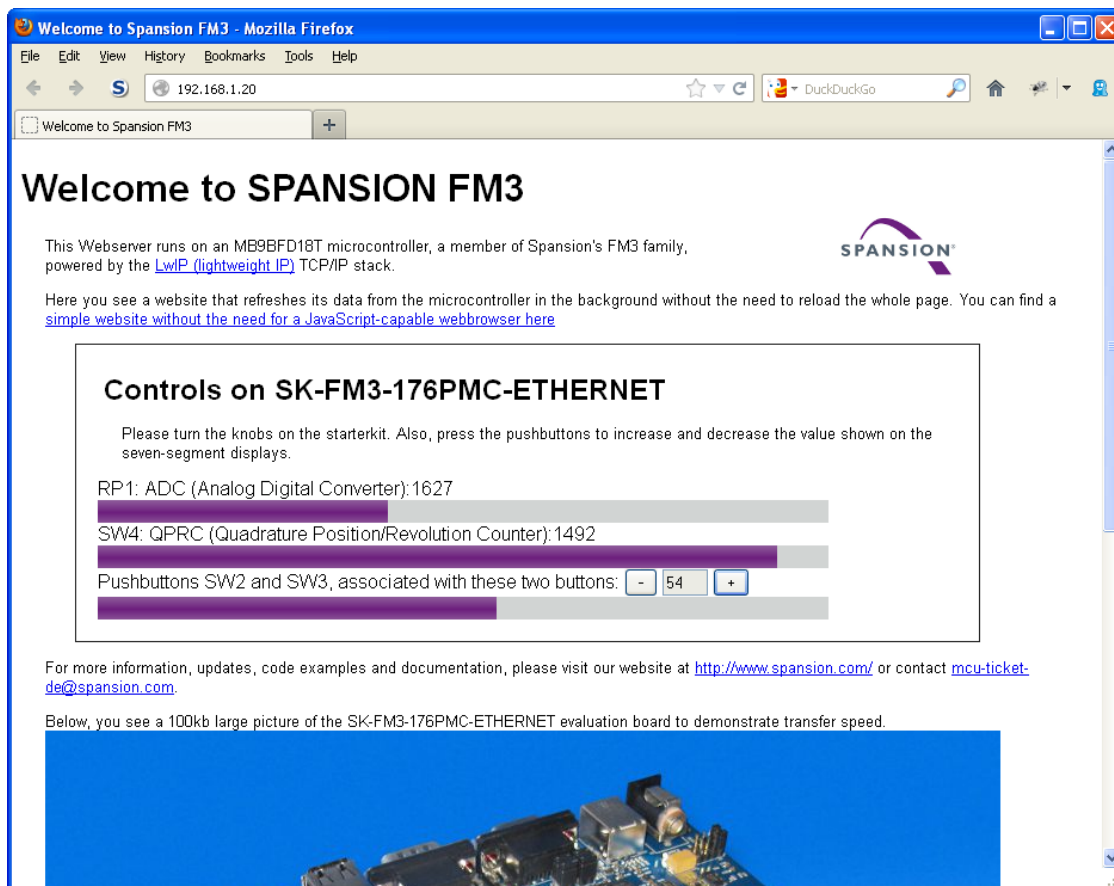 Welcome to Spansion FM3 - Mozilla Firefox
File Edit View History Bookmarks Tools Help
S 192.168.1.20 DuckDuckGo
Welcome to Spansion FM3 +
Welcome to SPANSION FM3
This Webserver runs on an MB9BFD18T microcontroller, a member of Spansion's FM3 family,
powered by the LwIP (lightweight IP) TCP/IP stack.
SPANSION
Here you see a website that refreshes its data from the microcontroller in the background without the need to reload the whole page. You can find a
simple website without the need for a JavaScript-capable webbrowser here
Controls on SK-FM3-176PMC-ETHERNET
Please turn the knobs on the starterkit. Also, press the pushbuttons to increase and decrease the value shown on the
seven-segment displays.
RP1: ADC (Analog Digital Converter):1627
SW4: QPRC (Quadrature Position/Revolution Counter):1492
Pushbuttons SW2 and SW3, associated with these two buttons: - 54 +
For more information, updates, code examples and documentation, please visit our website at http://www.spansion.com/ or contact mcu-ticket-
de@spansion.com.
Below, you see a 100kb large picture of the SK-FM3-176PMC-ETHERNET evaluation board to demonstrate transfer speed.